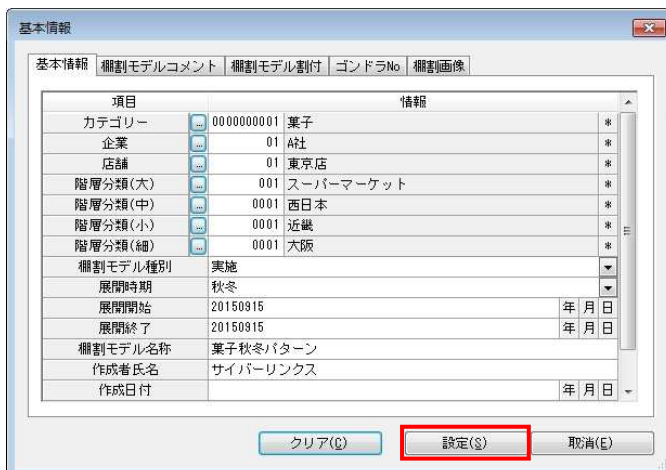 基本情報
基本情報 棚割モデルコメント 棚割モデル割付 ゴンドラNo 棚割画像
項目 情報
カテゴリー ... 0000000001 菓子 *
企業 ... 01 A社 *
店舗 ... 01 東京店 *
階層分類(大) ... 001 スーパーマーケット *
階層分類(中) ... 0001 西日本 *
階層分類(小) ... 0001 近畿 *
階層分類(細) ... 0001 大阪 *
棚割モデル種別 実施
展開時期 秋冬
展開開始 20150915 年 月 日
展開終了 20150915 年 月 日
棚割モデル名称 菓子秋冬パターン
作成者氏名 サイバーリンクス
作成日付 年 月 日
クリア(C) 設定(S) 取消(E)